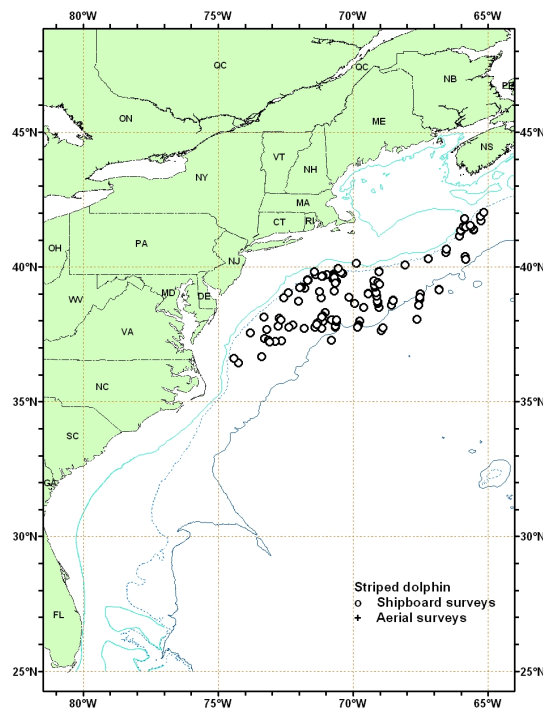 80°W 75°W 70°W 65°W
QC QC NB PE
ON ME
45°N 45°N
VT NS
NH
NY
MA
CT RI
OH PA
NJ
40°N 40°N
MD DE
WV
VA
NC
35°N 35°N
SC
GA
30°N 30°N
Striped dolphin
Shipboard surveys
FL + Aerial surveys
25°N 25°N
80°W 75°W 70°W 65°W